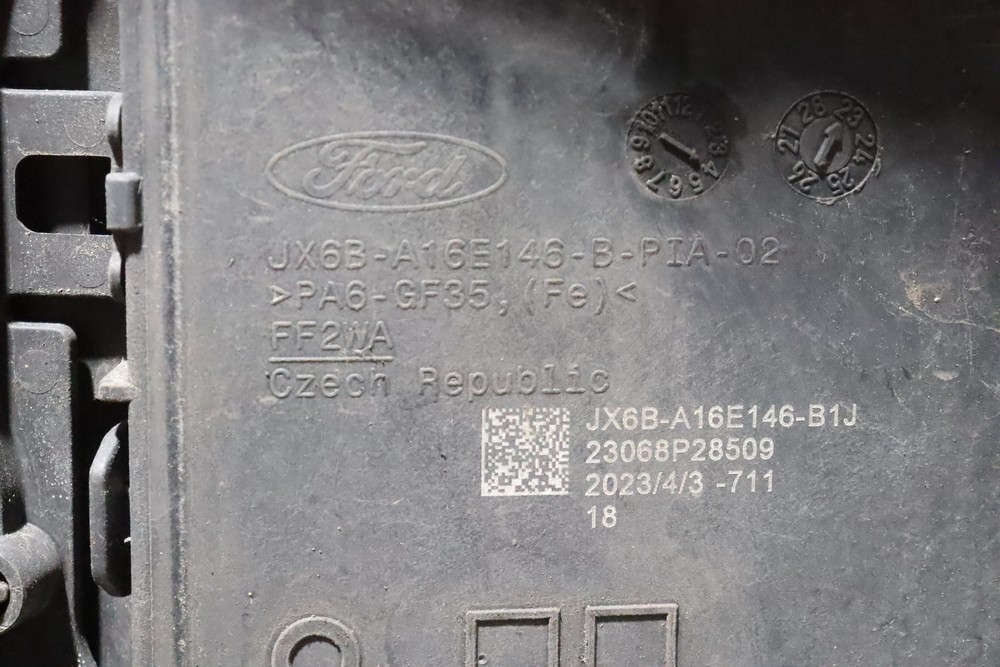 Ford
JX6B-A16E146-B-PIA-02
>PA6-GF35,(Fe)<
FF2WA
Czech Republic
JX6B-A16E146-B1J
23068P28509
2023/4/3 -711
18